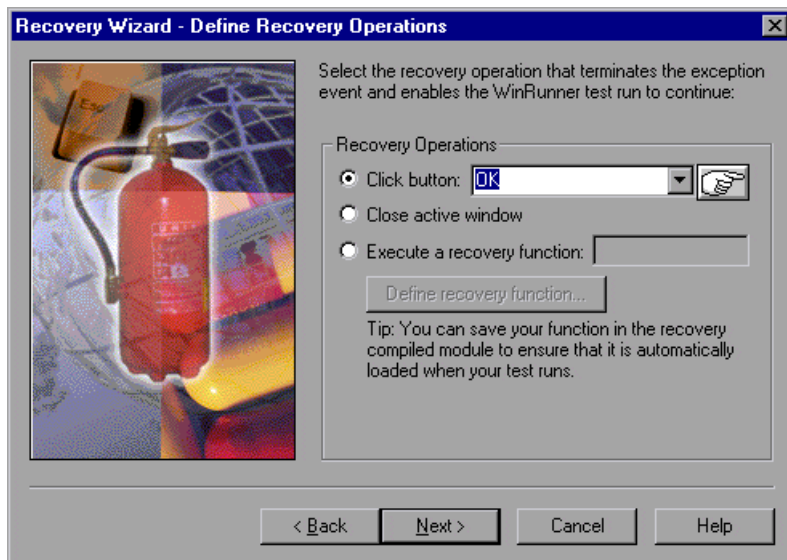 Recovery Wizard - Define Recovery Operations
Select the recovery operation that terminates the exception
event and enables the WinRunner test run to continue:
Recovery Operations
Click button: OK
Close active window
Execute a recovery function:
Define recovery function...
Tip: You can save your function in the recovery
compiled module to ensure that it is automatically
loaded when your test runs.
< Back Next > Cancel Help
Esc